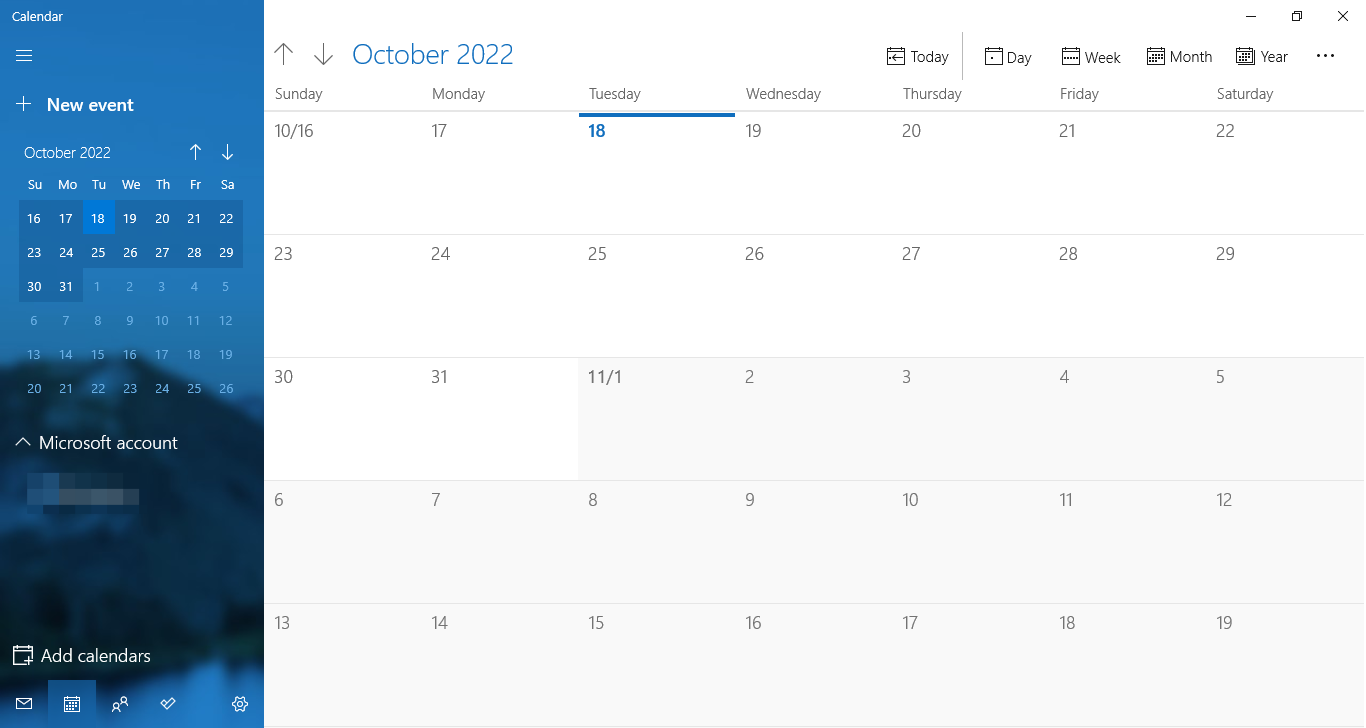 Calendar
New event
October 2022
Su Mo Tu We Th Fr Sa
16 17 18 19 20 21 22
23 24 25 26 27 28 29
30 31 1 2 3 4 5
6 7 8 9 10 11 12
13 14 15 16 17 18 19
20 21 22 23 24 25 26
Microsoft account
Add calendars
October 2022
Today Day Week Month Year
Sunday Monday Tuesday Wednesday Thursday Friday Saturday
10/16 17 18 19 20 21 22
23 24 25 26 27 28 29
30 31 11/1 2 3 4 5
6 7 8 9 10 11 12
13 14 15 16 17 18 19